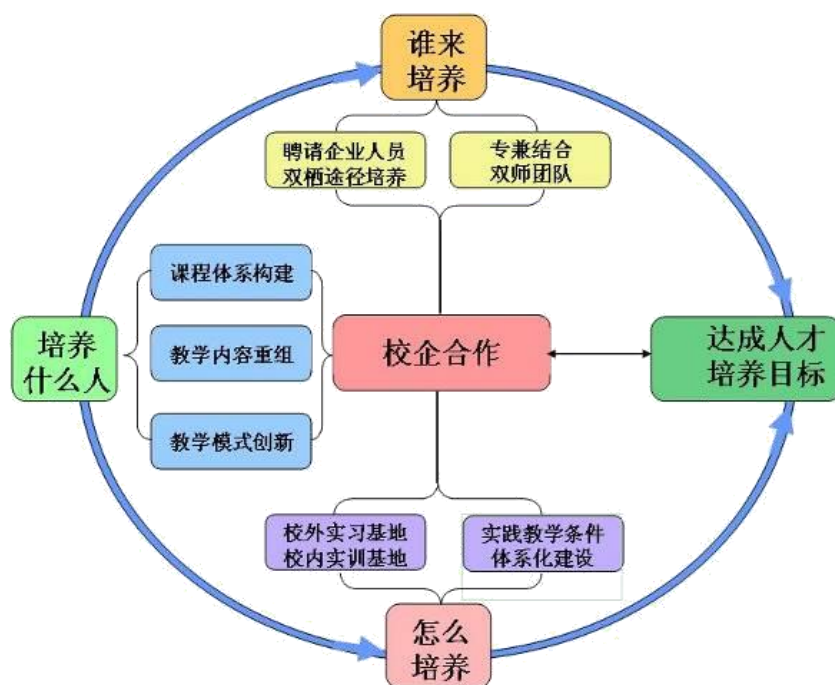 谁来
培养
聘请企业人员
双栖途径培养
专兼结合
双师团队
课程体系构建
培养
什么人
教学内容重组
校企合作
达成人才
培养目标
教学模式创新
校外实习基地
校内实训基地
实践教学条件
体系化建设
怎么
培养